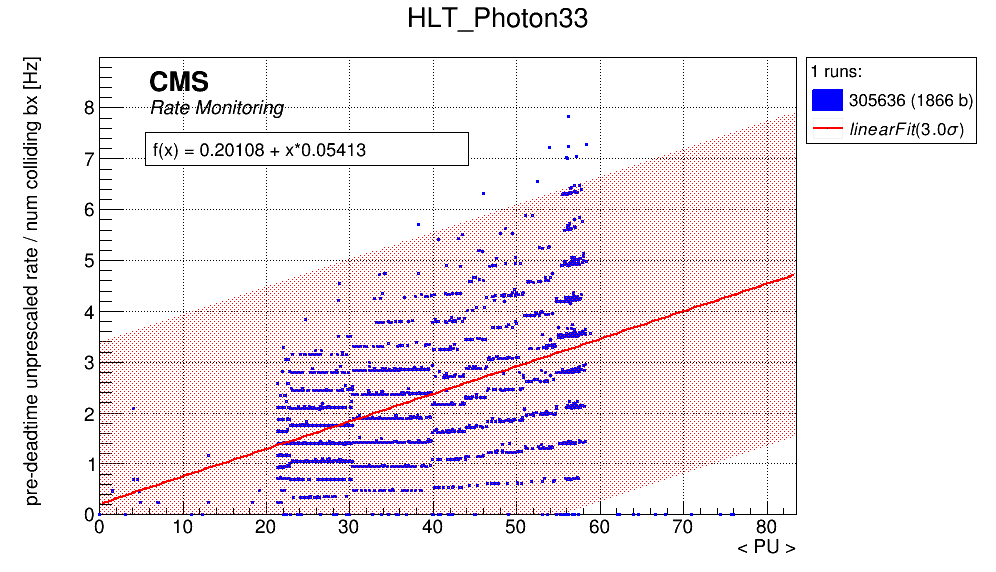 HLT_Photon33
pre-deadtime unprescaled rate / num colliding bx [Hz]
CMS
Rate Monitoring
f(x) = 0.20108 + x*0.05413
8
7
6
5
4
3
2
1
0
0 10 20 30 40 50 60 70 80
< PU >
1 runs:
305636 (1866 b)
linearFit(3.0σ)